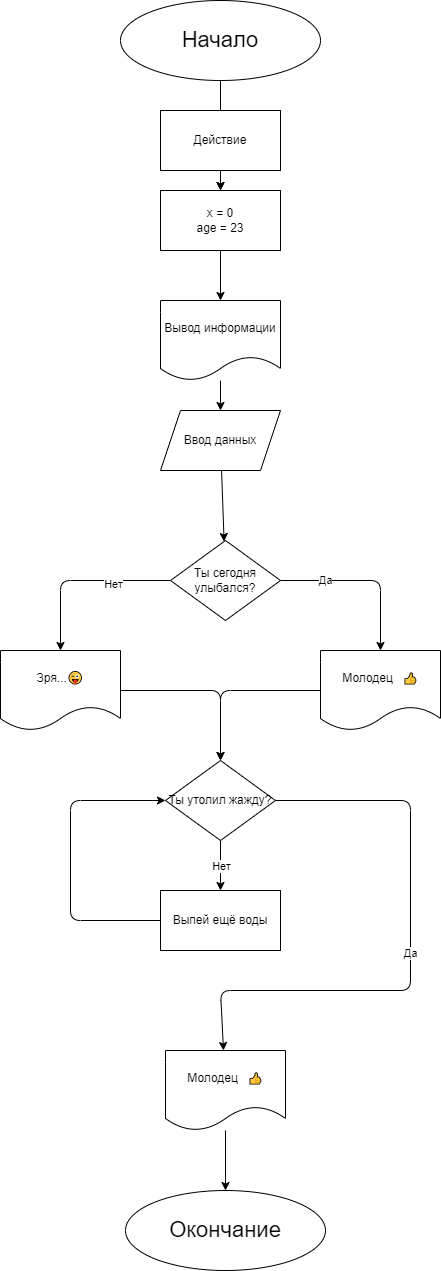 Начало
Действие
x = 0
age = 23
Вывод информации
Ввод данных
Ты сегодня
улыбался?
Нет
Да
Зря...😜
Молодец 👍
Ты утолил жажду?
Нет
Выпей ещё воды
Да
Молодец 👍
Окончание